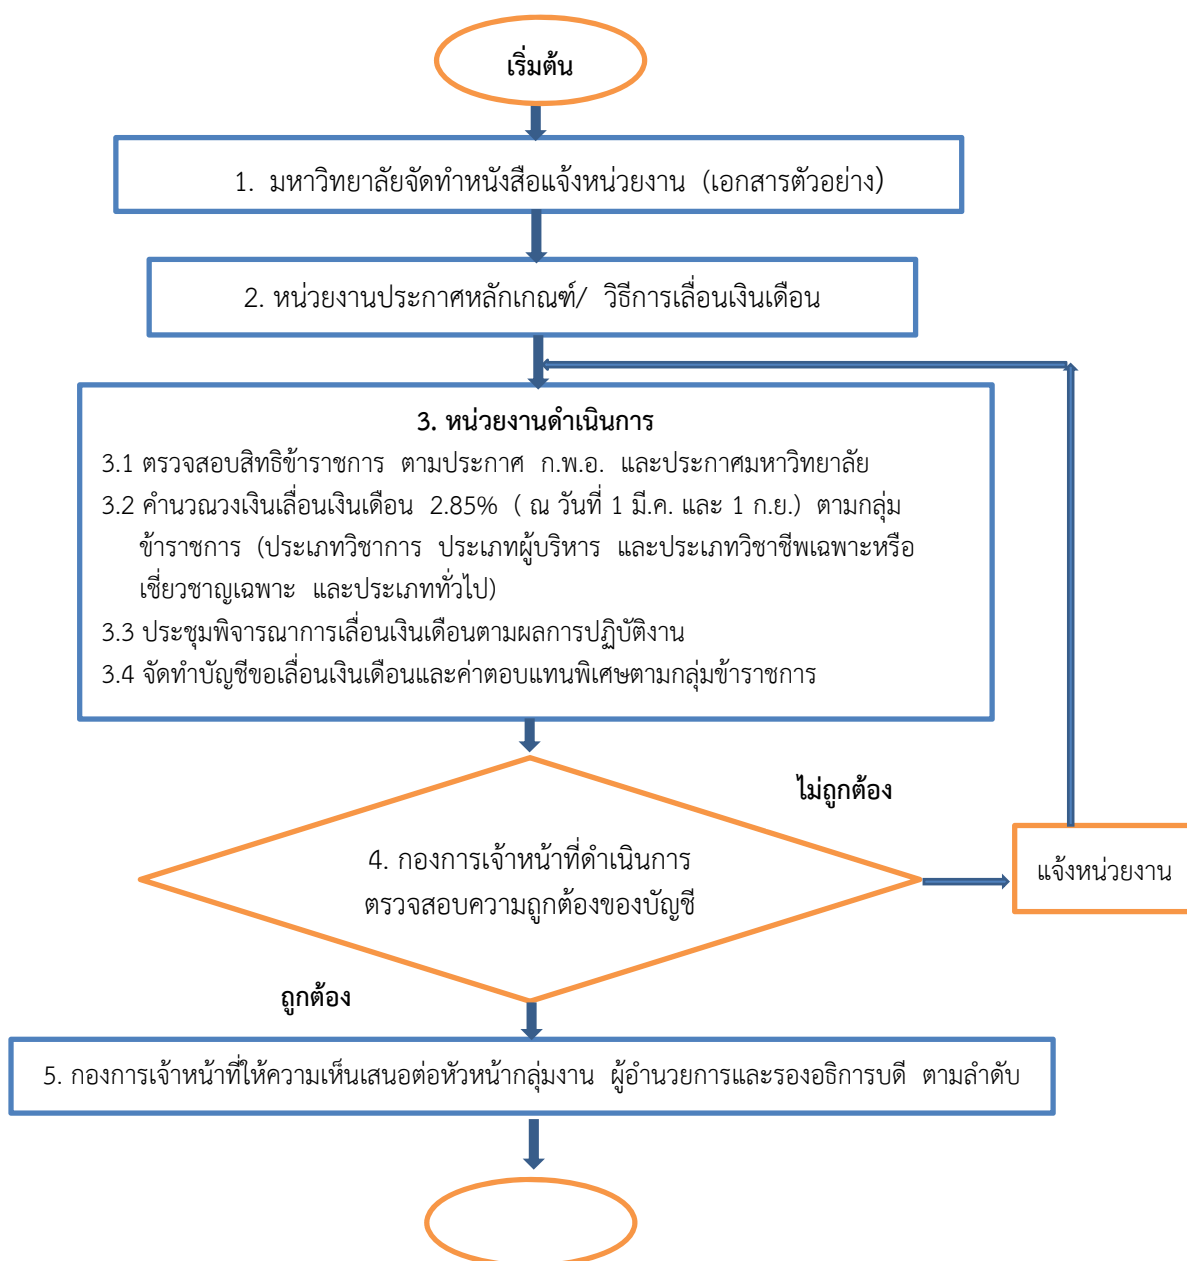 เริ่มต้น
1. มหาวิทยาลัยจัดทำหนังสือแจ้งหน่วยงาน (เอกสารตัวอย่าง)
2. หน่วยงานประกาศหลักเกณฑ์/ วิธีการเลื่อนเงินเดือน
3. หน่วยงานดำเนินการ
3.1 ตรวจสอบสิทธิข้าราชการ ตามประกาศ ก.พ.อ. และประกาศมหาวิทยาลัย
3.2 คำนวณวงเงินเลื่อนเงินเดือน 2.85% ( ณ วันที่ 1 มี.ค. และ 1 ก.ย.) ตามกลุ่ม
ข้าราชการ (ประเภทวิชาการ ประเภทผู้บริหาร และประเภทวิชาชีพเฉพาะหรือ
เชี่ยวชาญเฉพาะ และประเภททั่วไป)
3.3 ประชุมพิจารณาการเลื่อนเงินเดือนตามผลการปฏิบัติงาน
3.4 จัดทำบัญชีขอเลื่อนเงินเดือนและค่าตอบแทนพิเศษตามกลุ่มข้าราชการ
ไม่ถูกต้อง
4. กองการเจ้าหน้าที่ดำเนินการ
ตรวจสอบความถูกต้องของบัญชี
แจ้งหน่วยงาน
ถูกต้อง
5. กองการเจ้าหน้าที่ให้ความเห็นเสนอต่อหัวหน้ากลุ่มงาน ผู้อำนวยการและรองอธิการบดี ตามลำดับ